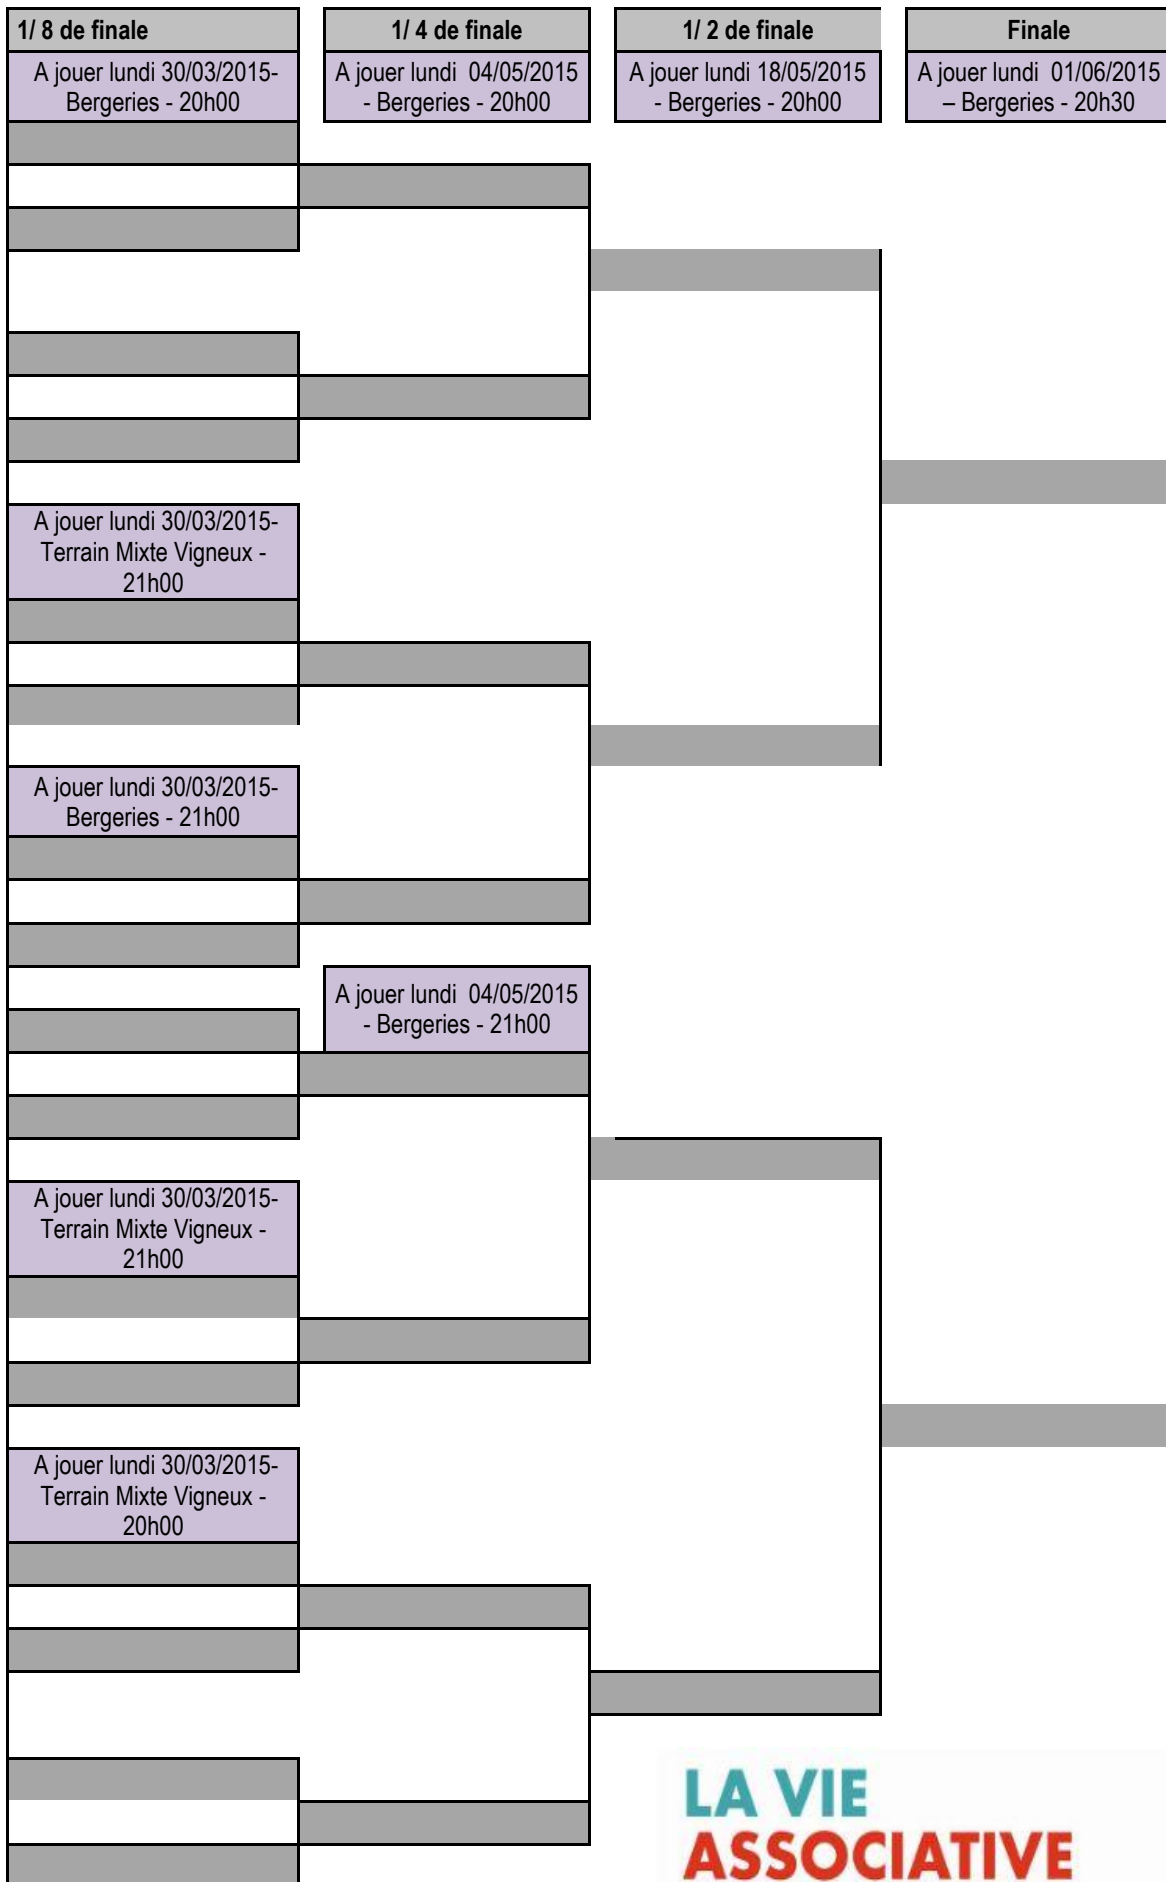 1/ 8 de finale
1/ 4 de finale
1/ 2 de finale
Finale
A jouer lundi 30/03/2015-
Bergeries - 20h00
A jouer lundi  04/05/2015
- Bergeries - 20h00
A jouer lundi 18/05/2015
- Bergeries - 20h00
A jouer lundi  01/06/2015
– Bergeries - 20h30
A jouer lundi 30/03/2015-
Terrain Mixte Vigneux -
21h00
A jouer lundi 30/03/2015-
Bergeries - 21h00
A jouer lundi  04/05/2015
- Bergeries - 21h00
A jouer lundi 30/03/2015-
Terrain Mixte Vigneux -
21h00
A jouer lundi 30/03/2015-
Terrain Mixte Vigneux -
20h00
LA VIE
ASSOCIATIVE